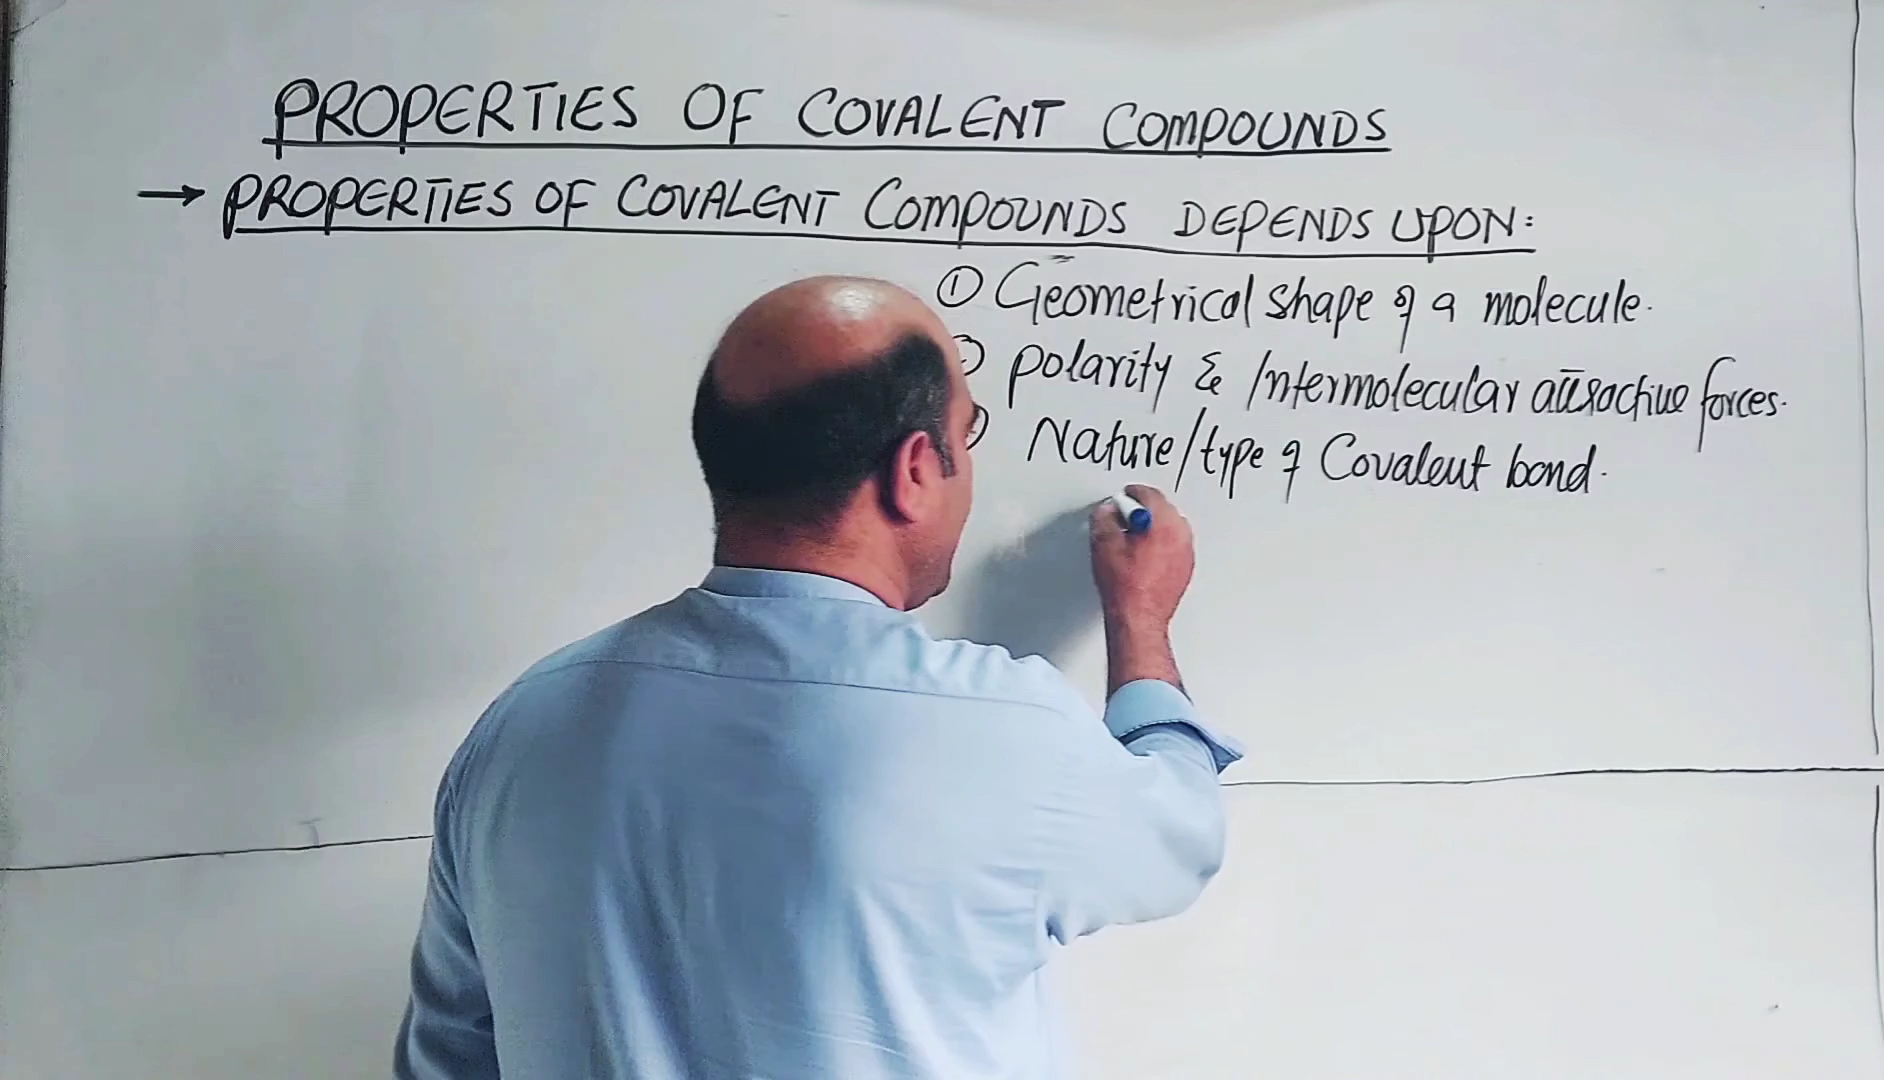 PROPERTIES OF COVALENT COMPOUNDS
→ PROPERTIES OF COVALENT COMPOUNDS DEPENDS UPON:
① Geometrical shape of a molecule.
Polarity & Intermolecular attractive forces.
Nature/type of Covalent bond.